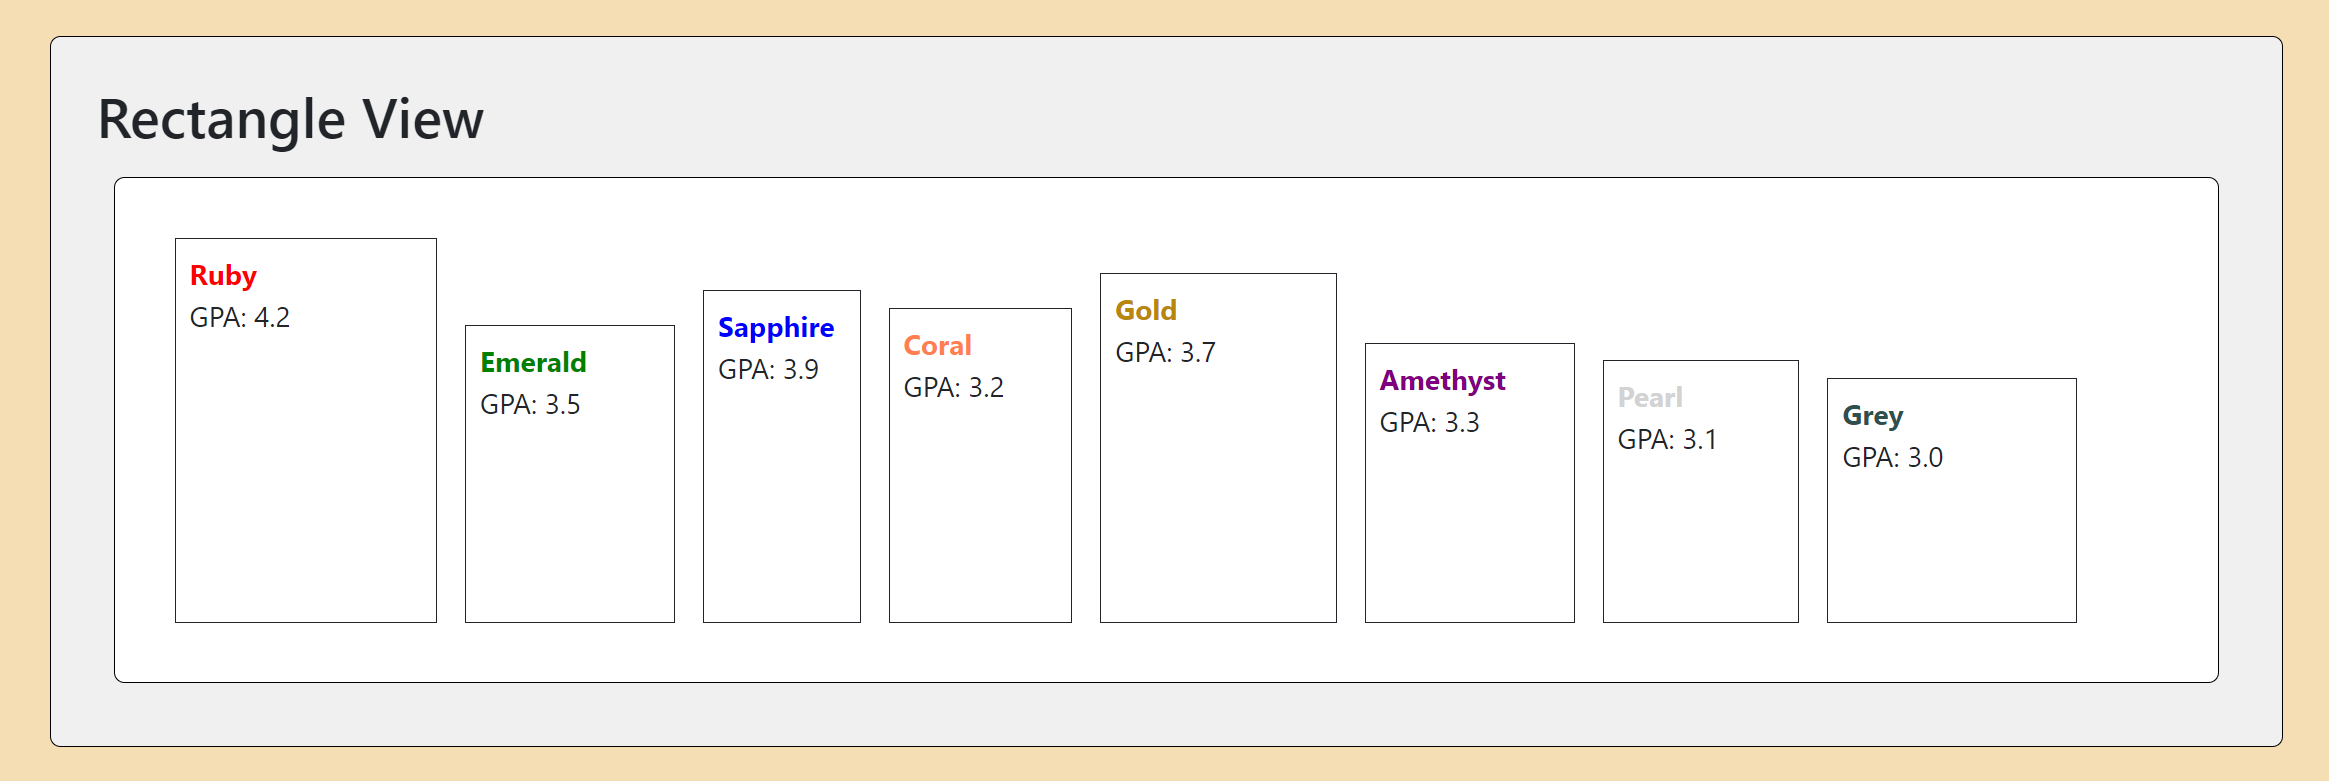 Rectangle View
Ruby
GPA: 4.2
Emerald
GPA: 3.5
Sapphire
GPA: 3.9
Coral
GPA: 3.2
Gold
GPA: 3.7
Amethyst
GPA: 3.3
Pearl
GPA: 3.1
Grey
GPA: 3.0